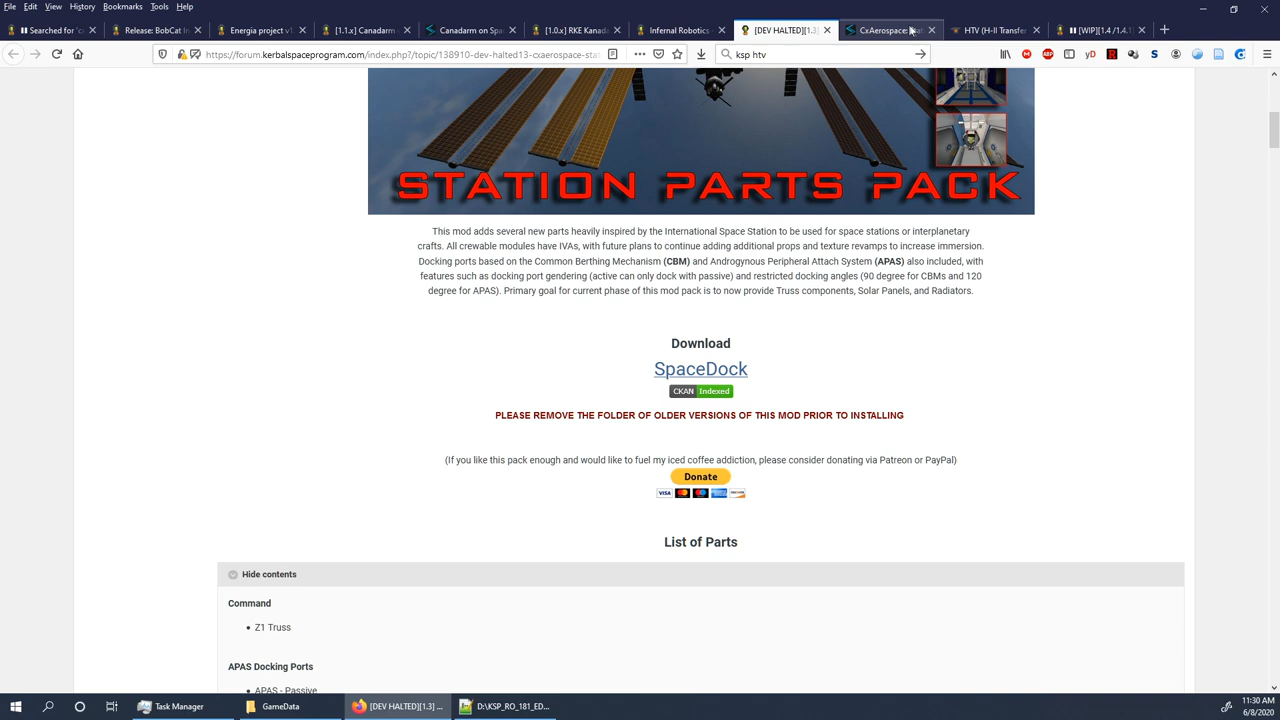 File Edit View History Bookmarks Tools Help
Searched for 'c
Release: BobCat In
Energia project v1
[1.1x] Canadarm
Canadarm on Spa
[1.0.x] RKE Kanada
Infernal Robotics
[DEV HALTED][1.3]
CxAerospace:
HTV (H-II Transfer
[WIP][1.4 /1.4.1]
https://forum.kerbalspaceprogram.com/index.php?/topic/138910-dev-halted13-cxaerospace-sta
ksp htv
STATION PARTS PACK
This mod adds several new parts heavily inspired by the International Space Station to be used for space stations or interplanetary
crafts. All crewable modules have IVAs, with future plans to continue adding additional props and texture revamps to increase immersion.
Docking ports based on the Common Berthing Mechanism (CBM) and Androgynous Peripheral Attach System (APAS) also included, with
features such as docking port gendering (active can only dock with passive) and restricted docking angles (90 degree for CBMs and 120
degree for APAS). Primary goal for current phase of this mod pack is to now provide Truss components, Solar Panels, and Radiators.
Download
SpaceDock
CKAN Indexed
PLEASE REMOVE THE FOLDER OF OLDER VERSIONS OF THIS MOD PRIOR TO INSTALLING
(If you like this pack enough and would like to fuel my iced coffee addiction, please consider donating via Patreon or PayPal)
Donate
VISA
List of Parts
Hide contents
Command
• Z1 Truss
APAS Docking Ports
• APAS - Passive
Task Manager
GameData
[DEV HALTED][1.3] ...
D:\KSP_RO_181_ED...
11:30 AM
6/8/2020